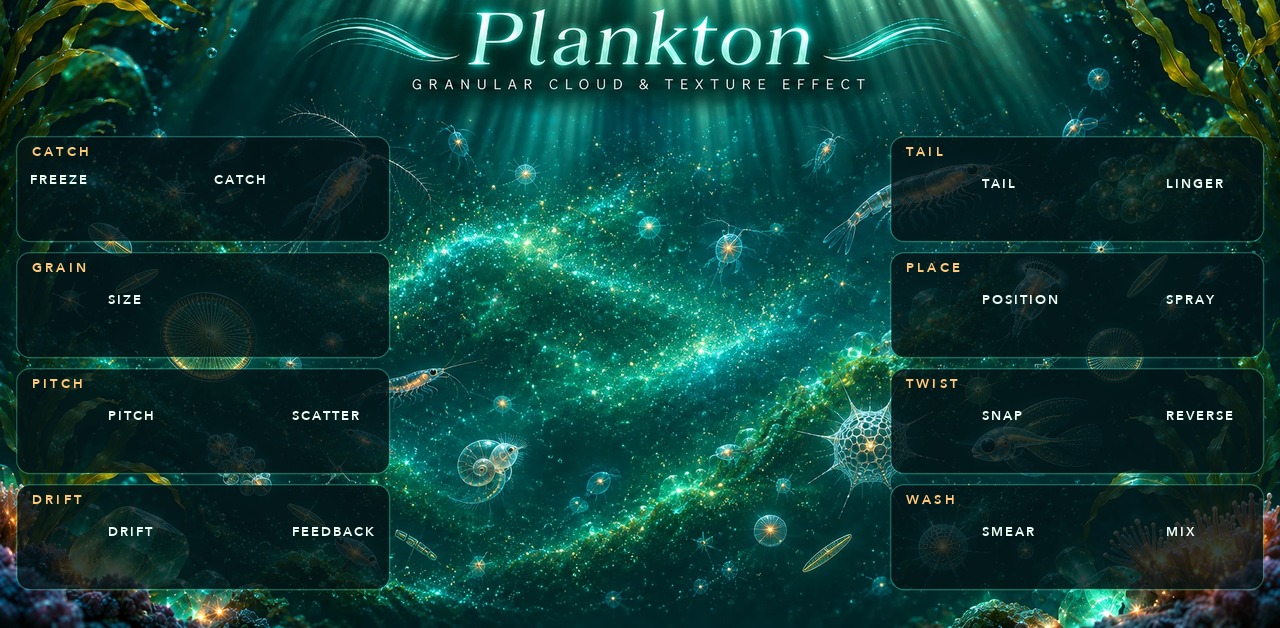 Plankton
GRANULAR CLOUD & TEXTURE EFFECT
CATCH
FREEZE CATCH
GRAIN
SIZE
PITCH
PITCH SCATTER
DRIFT
DRIFT FEEDBACK
TAIL
TAIL LINGER
PLACE
POSITION SPRAY
TWIST
SNAP REVERSE
WASH
SMEAR MIX